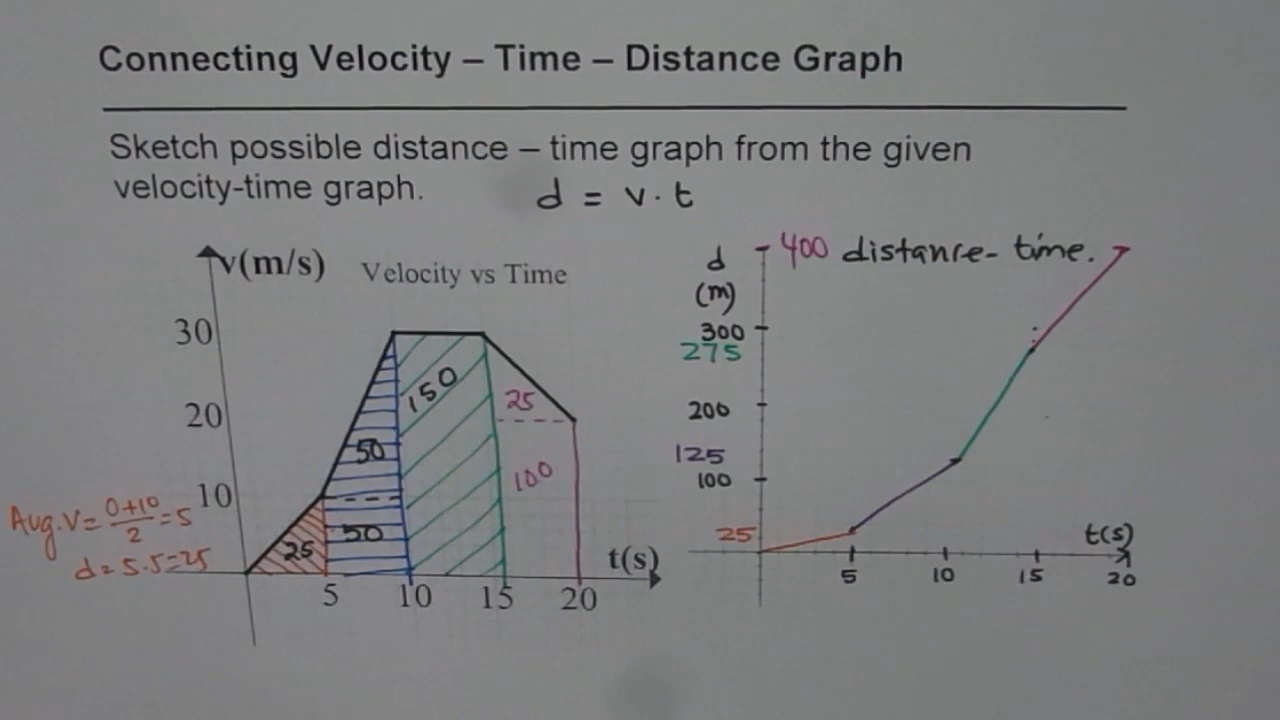 Connecting Velocity – Time – Distance Graph
Sketch possible distance – time graph from the given
velocity-time graph.
d = v · t
v(m/s)
Velocity vs Time
30
20
10
150
50
50
25
25
100
5
10
15
20
t(s)
Avg. V = 0+10/2 = 5
d = 5.5 = 25
d
(m)
400 distance - time.
300
275
200
125
100
25
5
10
15
20
t(s)